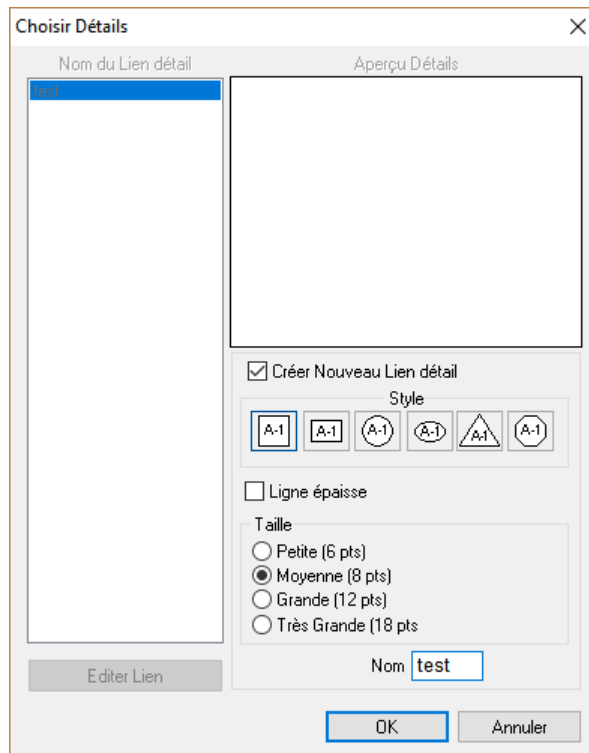 Choisir Détails
Nom du Lien détail
Aperçu Détails
test
Créer Nouveau Lien détail
Style
A-1 A-1 A-1 A-1 A-1 A-1
Ligne épaisse
Taille
Petite (6 pts)
Moyenne (8 pts)
Grande (12 pts)
Très Grande (18 pts
Nom test
Editer Lien
OK Annuler